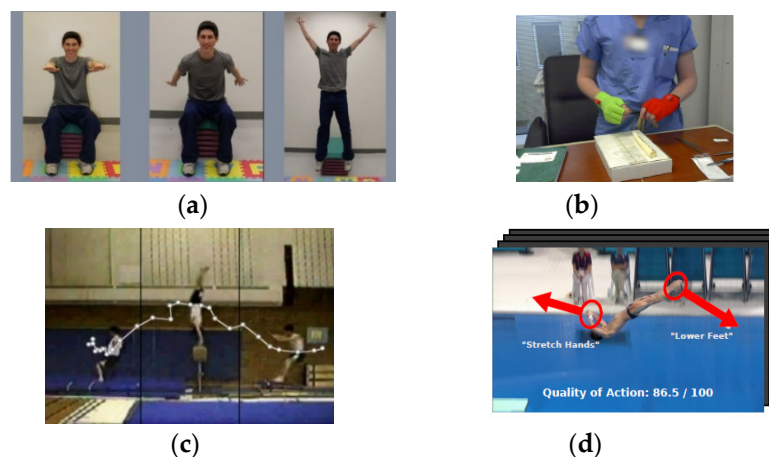 (a)
(b)
"Stretch Hands"
"Lower Feet"
Quality of Action: 86.5 / 100
(c)
(d)